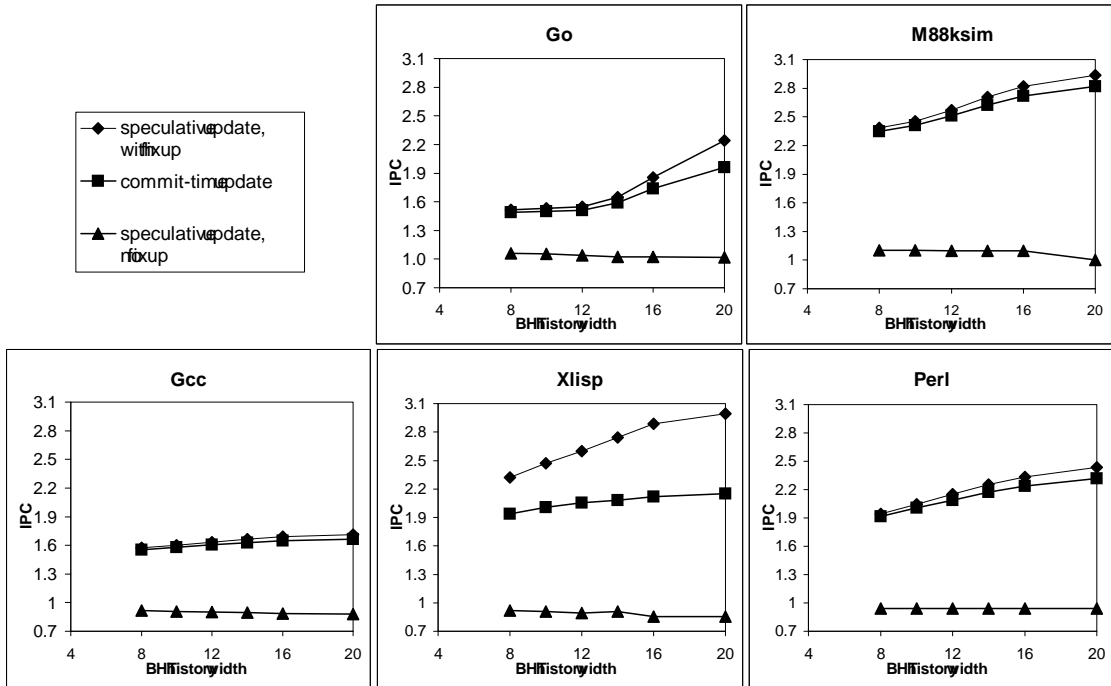 speculative update,
with fixup
commit-time update
speculative update,
no fixup
Go
3.1
2.8
2.5
2.2
1.9
1.6
1.3
1.0
0.7
IPC
4 8 12 16 20
BHT history width
M88ksim
3.1
2.8
2.5
2.2
1.9
1.6
1.3
1
0.7
IPC
4 8 12 16 20
BHT history width
Gcc
3.1
2.8
2.5
2.2
1.9
1.6
1.3
1
0.7
IPC
4 8 12 16 20
BHT history width
Xlisp
3.1
2.8
2.5
2.2
1.9
1.6
1.3
1
0.7
IPC
4 8 12 16 20
BHT history width
Perl
3.1
2.8
2.5
2.2
1.9
1.6
1.3
1
0.7
IPC
4 8 12 16 20
BHT history width